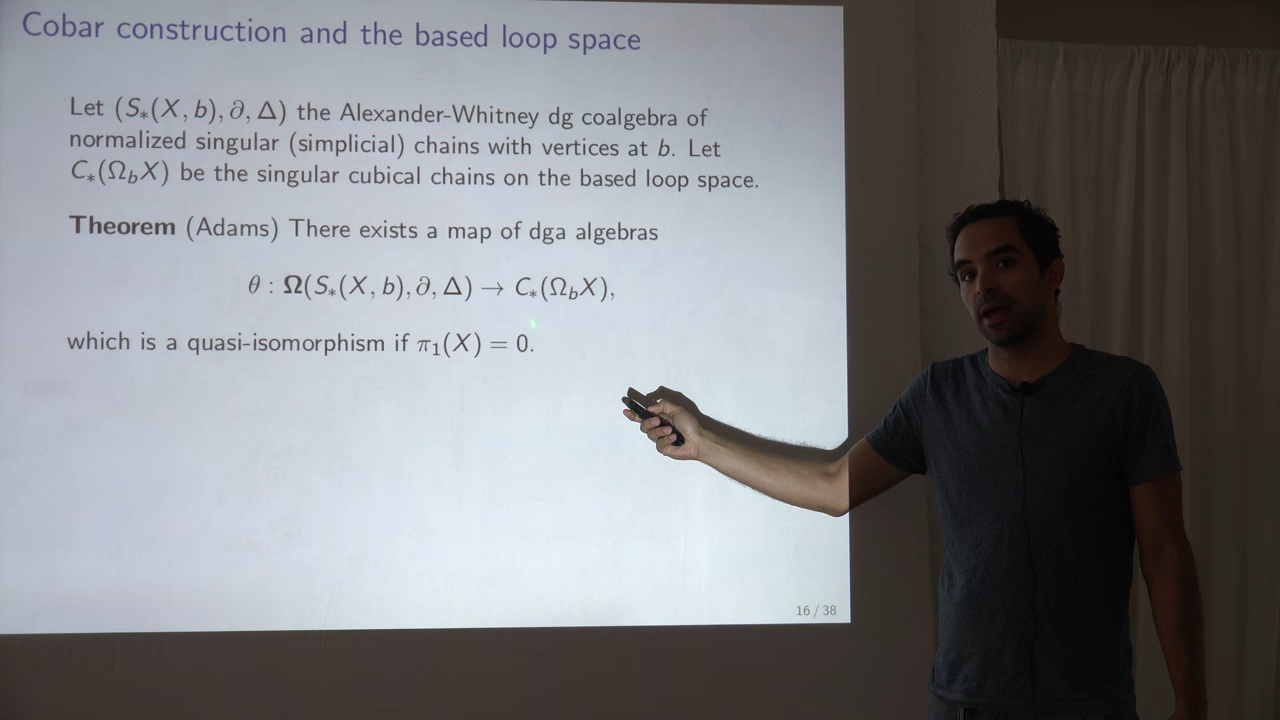 Cobar construction and the based loop space
Let (S∗(X, b), ∂, Δ) the Alexander-Whitney dg coalgebra of
normalized singular (simplicial) chains with vertices at b. Let
C∗(Ω_bX) be the singular cubical chains on the based loop space.
Theorem (Adams) There exists a map of dga algebras
θ : Ω(S∗(X, b), ∂, Δ) → C∗(Ω_bX),
which is a quasi-isomorphism if π₁(X) = 0.
16 / 38